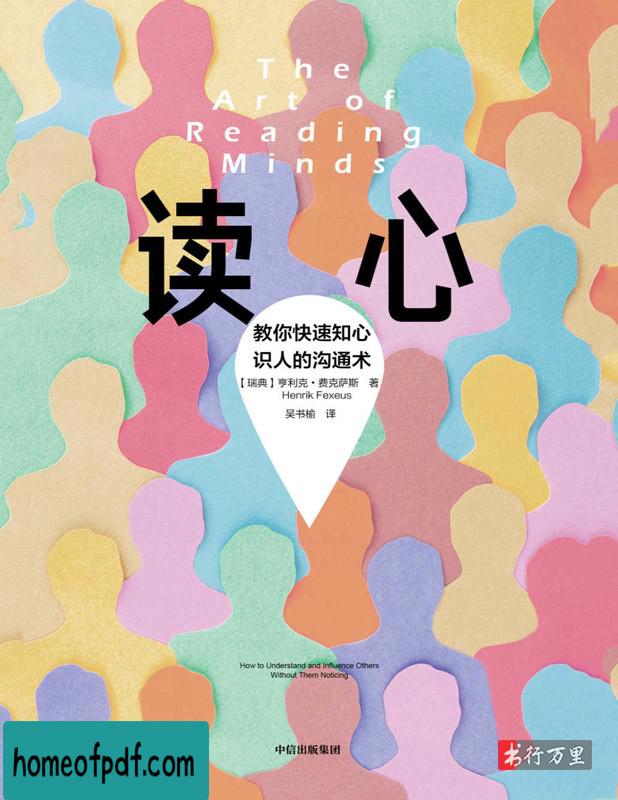 The
Art of
Reading
Minds
读心
教你快速知心
识人的沟通术
【瑞典】亨利克·费克萨斯 著
Henrik Fexeus
吴书榆 译
How to Understand and Influence Others
Without Them Noticing
中信出版集团
homeofpdf.com
书行万里